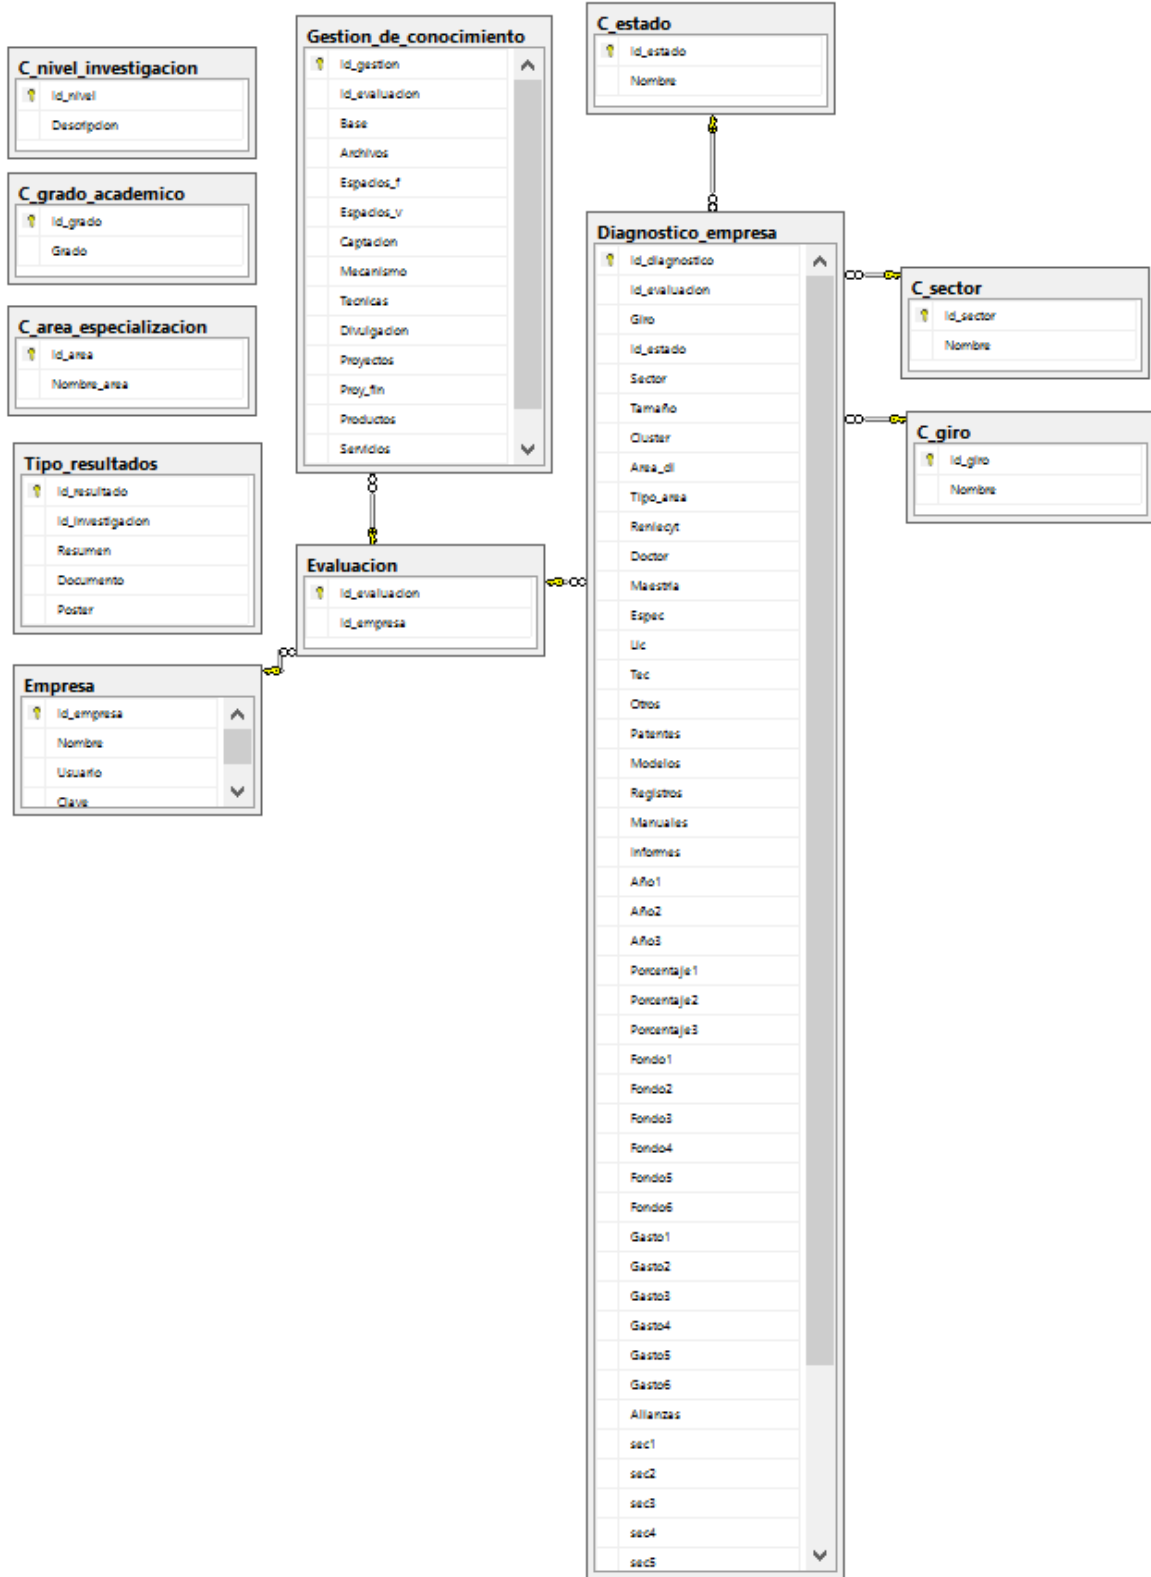 C_nivel_investigacion
Id_nivel
Descripcion
C_grado_academico
Id_grado
Grado
C_area_especializacion
Id_area
Nombre_area
Tipo_resultados
Id_resultado
Id_investigacion
Resumen
Documento
Poster
Empresa
Id_empresa
Nombre
Usuario
Clave
Gestion_de_conocimiento
Id_gestion
Id_evaluacion
Base
Archivos
Espacios_f
Espacios_v
Captacion
Mecanismo
Tecnicas
Divulgacion
Proyectos
Proy_fin
Productos
Servicios
Evaluacion
Id_evaluacion
Id_empresa
C_estado
Id_estado
Nombre
Diagnostico_empresa
Id_diagnostico
Id_evaluacion
Giro
Id_estado
Sector
Tamaño
Cluster
Area_di
Tipo_area
Reniecyt
Doctor
Maestria
Espec
Lic
Tec
Otros
Patentes
Modelos
Registros
Manuales
Informes
Año1
Año2
Año3
Porcentaje1
Porcentaje2
Porcentaje3
Fondo1
Fondo2
Fondo3
Fondo4
Fondo5
Fondo6
Gasto1
Gasto2
Gasto3
Gasto4
Gasto5
Gasto6
Alianzas
sec1
sec2
sec3
sec4
sec5
C_sector
Id_sector
Nombre
C_giro
Id_giro
Nombre